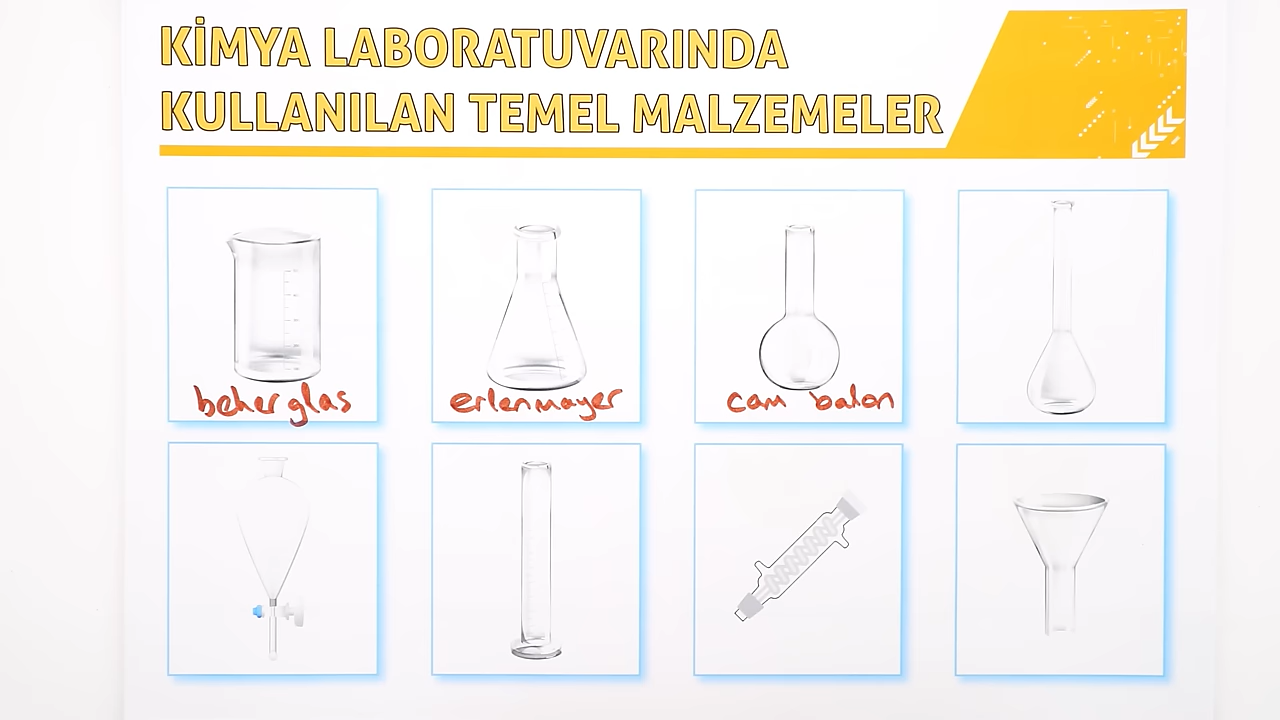 KİMYA LABORATUVARINDA
KULLANILAN TEMEL MALZEMELER
beherglas
erlenmayer
cam balon